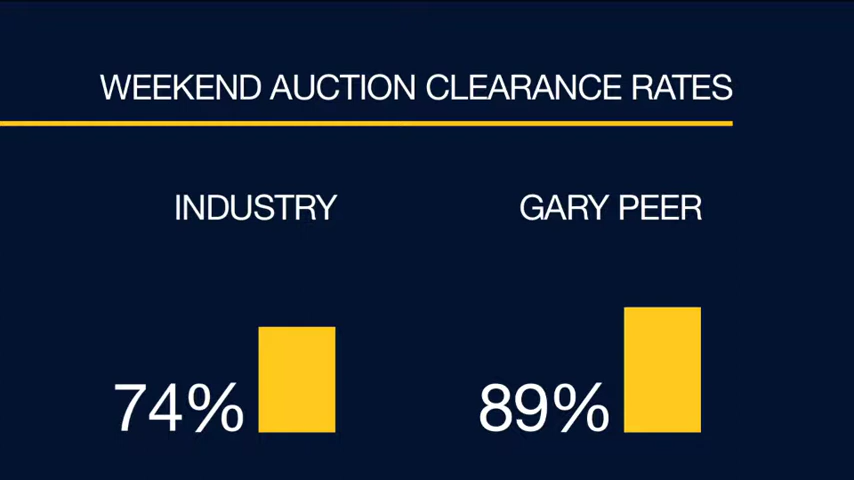 WEEKEND AUCTION CLEARANCE RATES
INDUSTRY
GARY PEER
74%
89%